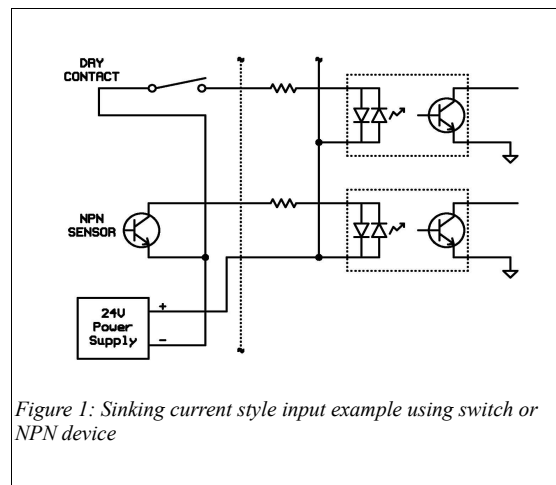 DRY
CONTACT
NPN
SENSOR
24V
Power
Supply
+
–
Figure 1: Sinking current style input example using switch or
NPN device